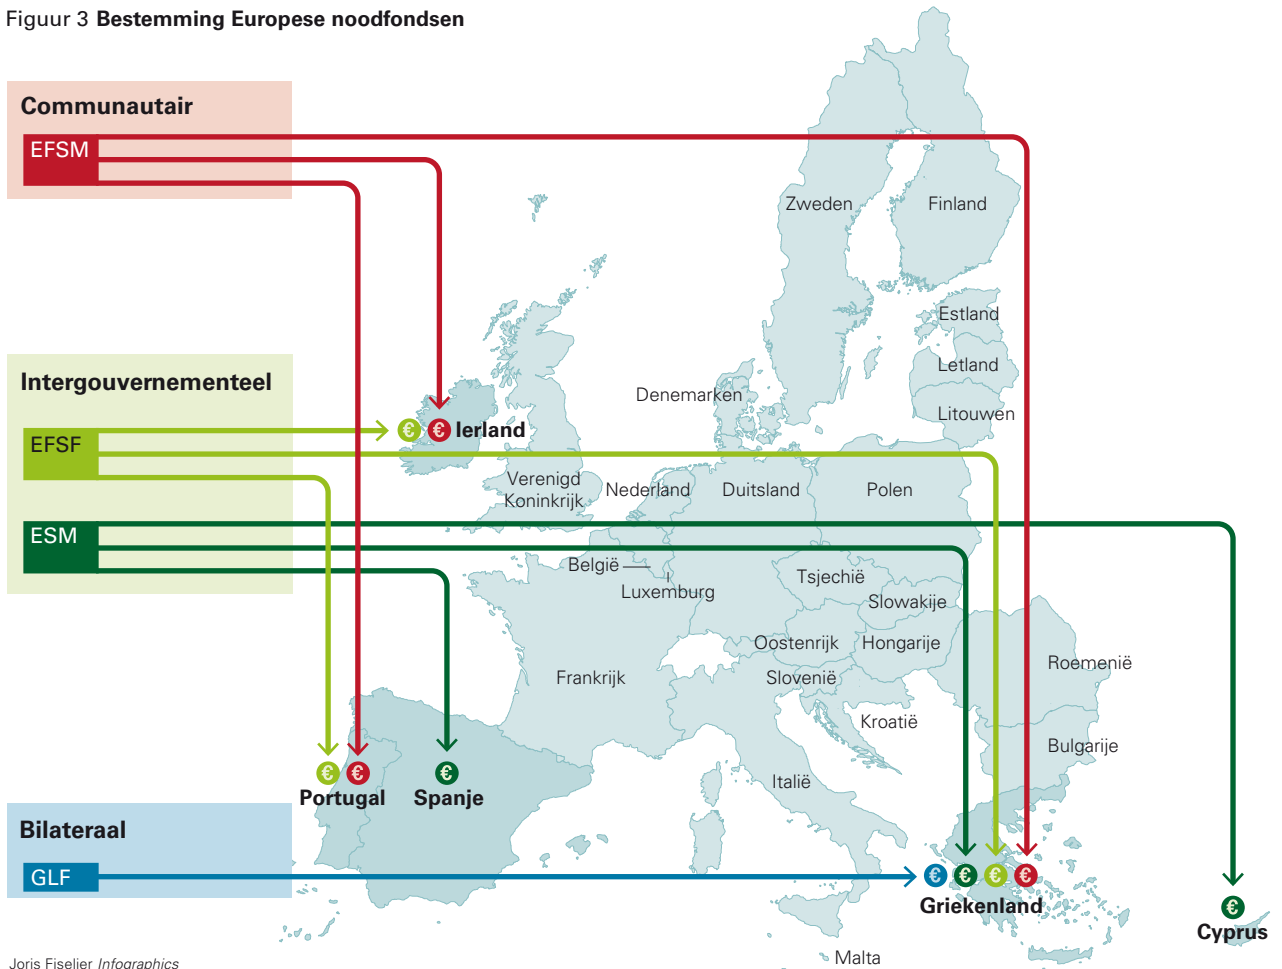 Figuur 3 Bestemming Europese noodfondsen
Communautair
EFSM
Zweden
Finland
Estland
Letland
Denemarken
Litouwen
Intergouvernementeel
EFSF
€ € Ierland
Verenigd
Koninkrijk
Nederland
Duitsland
Polen
ESM
België
Luxemburg
Tsjechië
Slowakije
Oostenrijk
Hongarije
Roemenië
Frankrijk
Slovenië
Kroatië
Bulgarije
Italië
€ € €
Portugal
Spanje
Bilateraal
GLF
€ € € €
Griekenland
€
Cyprus
Malta
Joris Fiselier Infographics